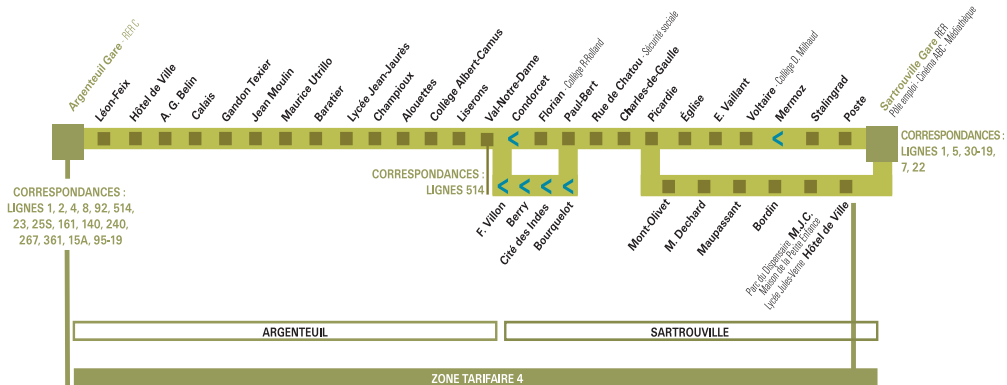 Argenteuil Gare - RER C
Léon-Feix
Hôtel de Ville
A. G. Belin
Calais
Gandon Texier
Jean Moulin
Maurice Utrillo
Baratier
Lycée Jean-Jaurès
Champioux
Alouettes
Collège Albert-Camus
Liserons
Val-Notre-Dame
Condorcet
Florian - Collège R.Rolland
Paul-Bert
Rue de Chatou - Sécurité sociale
Charles-de-Gaulle
Picardie
Église
E. Vaillant
Voltaire - Collège D. Milhaud
Mermoz
Stalingrad
Poste
Sartrouville Gare RER
Pôle emploi - Cinéma ABC - Médiathèque
CORRESPONDANCES :
LIGNES 1, 5, 30-19,
7, 22
CORRESPONDANCES :
LIGNES 514
CORRESPONDANCES :
LIGNES 1, 2, 4, 8, 92, 514,
23, 25S, 161, 140, 240,
267, 361, 15A, 95-19
F. Villon
Berry
Cité des Indes
Bourquelot
Mont-Olivet
M. Dechard
Maupassant
Bordin
Parc du Dispensaire M.J.C.
Maison de la Petite Enfance
Lycée Jules-Verne Hôtel de Ville
ARGENTEUIL
SARTROUVILLE
ZONE TARIFAIRE 4